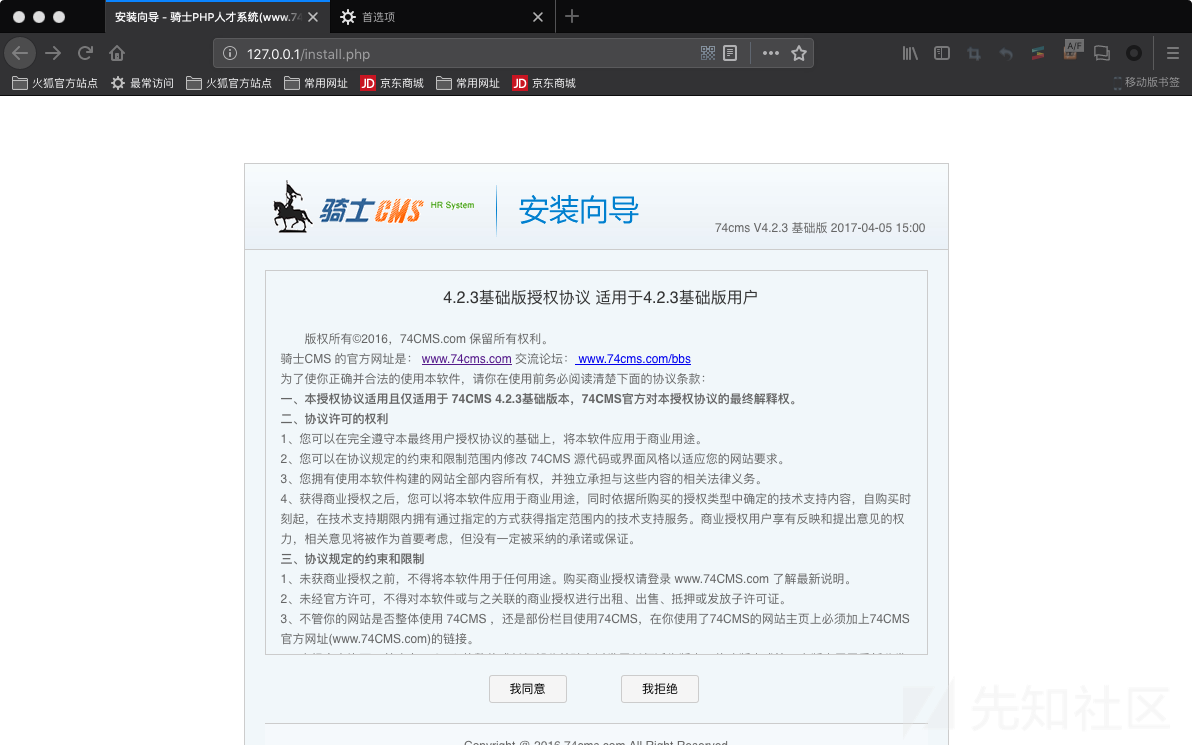 安装向导 - 骑士PHP人才系统(www.74
首选项
127.0.0.1/install.php
A/F
火狐官方站点
最常访问
火狐官方站点
常用网址
JD 京东商城
常用网址
JD 京东商城
移动版书签
骑士CMS HR System
安装向导
74cms V4.2.3 基础版 2017-04-05 15:00
4.2.3基础版授权协议 适用于4.2.3基础版用户
版权所有©2016，74CMS.com 保留所有权利。
骑士CMS 的官方网址是： www.74cms.com 交流论坛： www.74cms.com/bbs
为了使你正确并合法的使用本软件，请你在使用前务必阅读清楚下面的协议条款：
一、本授权协议适用且仅适用于 74CMS 4.2.3基础版本，74CMS官方对本授权协议的最终解释权。
二、协议许可的权利
1、您可以在完全遵守本最终用户授权协议的基础上，将本软件应用于商业用途。
2、您可以在协议规定的约束和限制范围内修改 74CMS 源代码或界面风格以适应您的网站要求。
3、您拥有使用本软件构建的网站全部内容所有权，并独立承担与这些内容的相关法律义务。
4、获得商业授权之后，您可以将本软件应用于商业用途，同时依据所购买的授权类型中确定的技术支持内容，自购买时
刻起，在技术支持期限内拥有通过指定的方式获得指定范围内的技术支持服务。商业授权用户享有反映和提出意见的权
力，相关意见将被作为首要考虑，但没有一定被采纳的承诺或保证。
三、协议规定的约束和限制
1、未获商业授权之前，不得将本软件用于任何用途。购买商业授权请登录 www.74CMS.com 了解最新说明。
2、未经官方许可，不得对本软件或与之关联的商业授权进行出租、出售、抵押或发放子许可证。
3、不管你的网站是否整体使用 74CMS ，还是部份栏目使用74CMS，在你使用了74CMS的网站主页上必须加上74CMS
官方网址(www.74CMS.com)的链接。
我同意
我拒绝
Copyright @ 2016 74cms.com All Right Reserved
先知社区